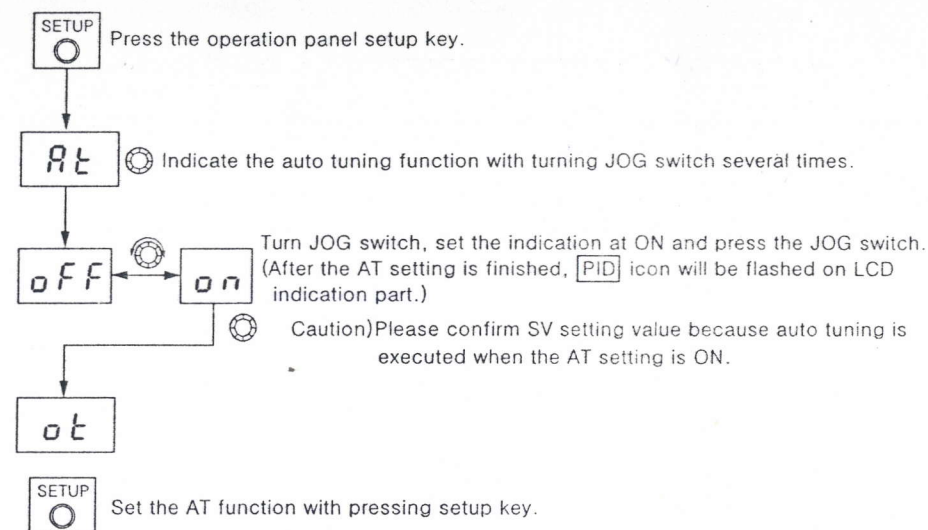 SETUP
Press the operation panel setup key.
At
Indicate the auto tuning function with turning JOG switch several times.
Turn JOG switch, set the indication at ON and press the JOG switch.
oFF
on
(After the AT setting is finished, PID icon will be flashed on LCD
indication part.)
Caution)Please confirm SV setting value because auto tuning is
executed when the AT setting is ON.
ot
SETUP
Set the AT function with pressing setup key.